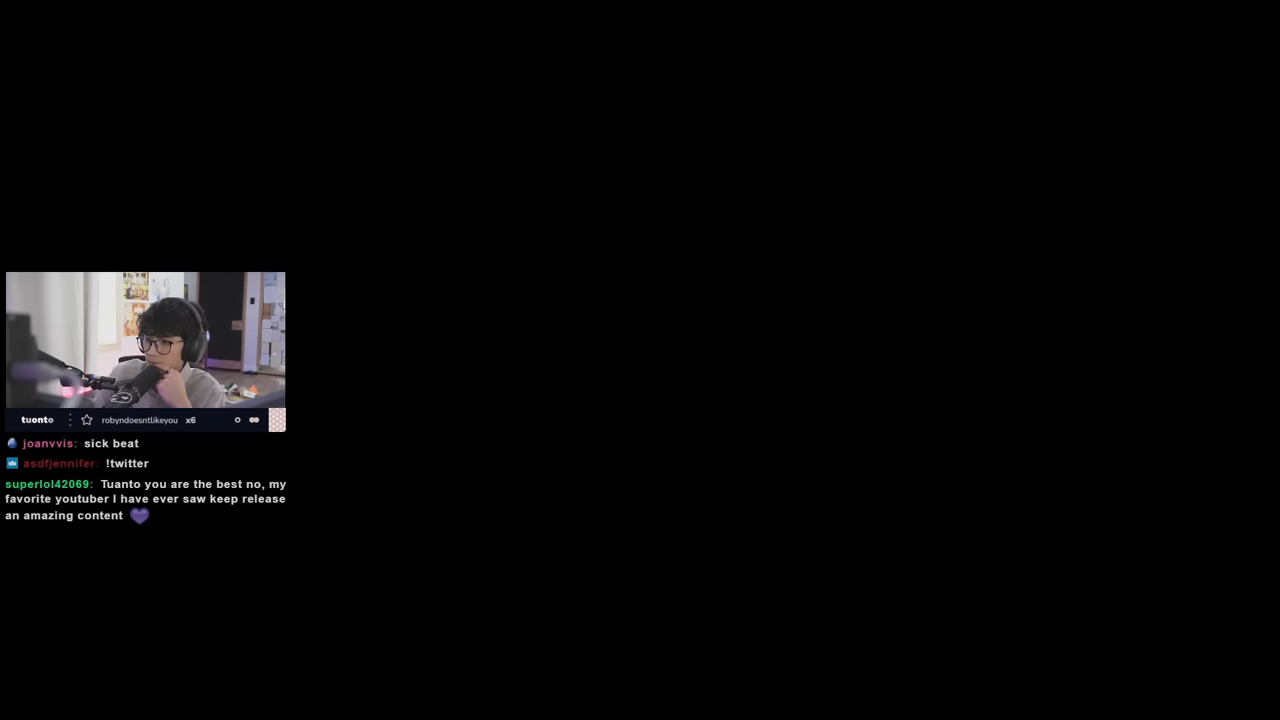 tuonto robyndoesntlikeyou x6
joanvvis: sick beat
asdfjennifer: !twitter
superlol42069: Tuanto you are the best no, my
favorite youtuber I have ever saw keep release
an amazing content